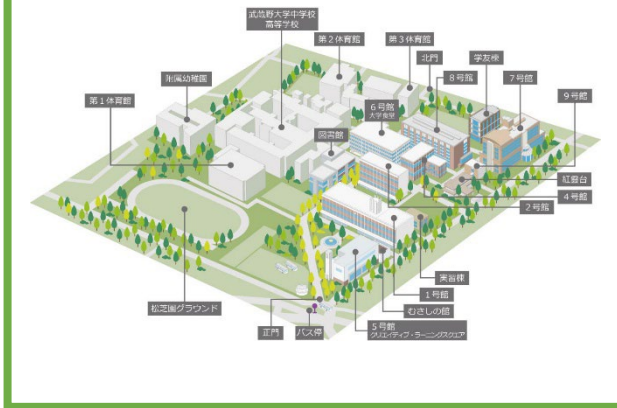 武蔵野大学中学校
高等学校
第2体育館
第3体育館
北門
学友棟
8号館
7号館
9号館
附属幼稚園
第1体育館
6号館
大学食堂
図書館
紅雲台
4号館
2号館
実習棟
1号館
むさしの館
5号館
クリエイティブ・ラーニングスクエア
松芝園グラウンド
正門
バス停